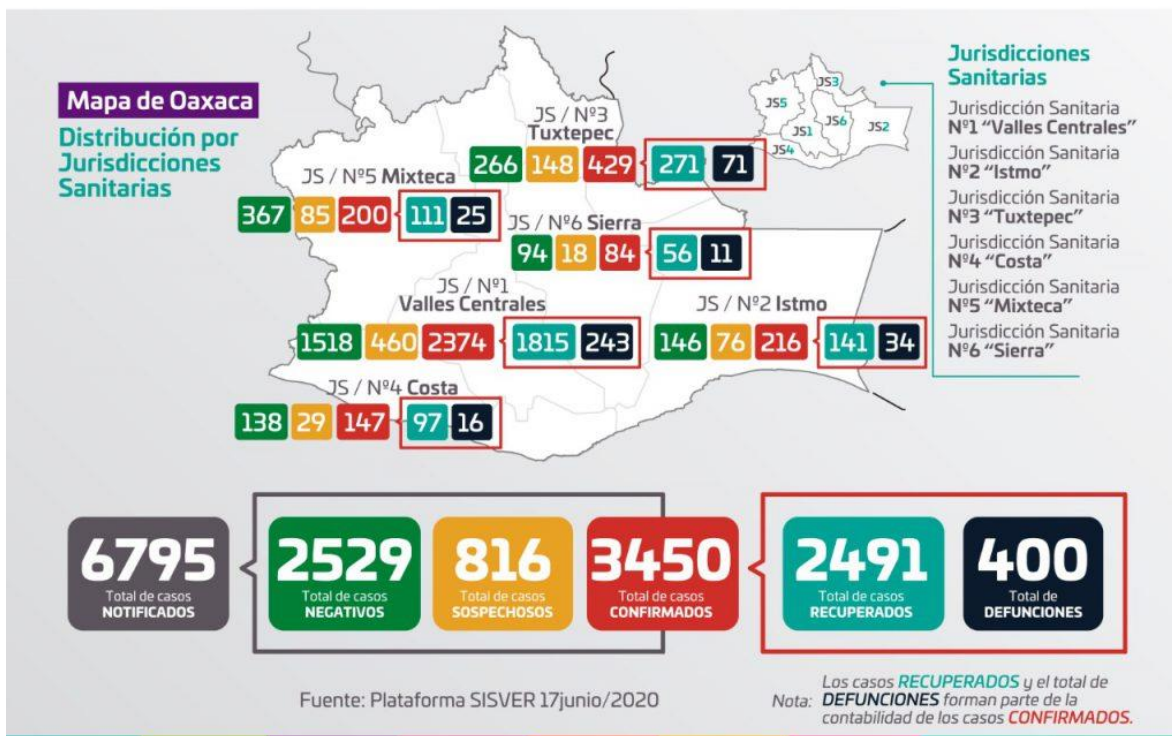 Mapa de Oaxaca
Distribución por
Jurisdicciones
Sanitarias
JS / Nº3
Tuxtepec
266 148 429 271 71
JS / Nº5 Mixteca
367 85 200 111 25
JS / Nº6 Sierra
94 18 84 56 11
JS / Nº1
Valles Centrales
1518 460 2374 1815 243
JS / Nº2 Istmo
146 76 216 141 34
JS / Nº4 Costa
138 29 147 97 16
JS3
JS5
JS6
JS2
JS1
JS4
Jurisdicciones
Sanitarias
Jurisdicción Sanitaria
Nº1 “Valles Centrales”
Jurisdicción Sanitaria
Nº2 “Istmo”
Jurisdicción Sanitaria
Nº3 “Tuxtepec”
Jurisdicción Sanitaria
Nº4 “Costa”
Jurisdicción Sanitaria
Nº5 “Mixteca”
Jurisdicción Sanitaria
Nº6 “Sierra”
6795
Total de casos
NOTIFICADOS
2529
Total de casos
NEGATIVOS
816
Total de casos
SOSPECHOSOS
3450
Total de casos
CONFIRMADOS
2491
Total de casos
RECUPERADOS
400
Total de
DEFUNCIONES
Fuente: Plataforma SISVER 17junio/2020
Los casos RECUPERADOS y el total de
Nota: DEFUNCIONES forman parte de la
contabilidad de los casos CONFIRMADOS.